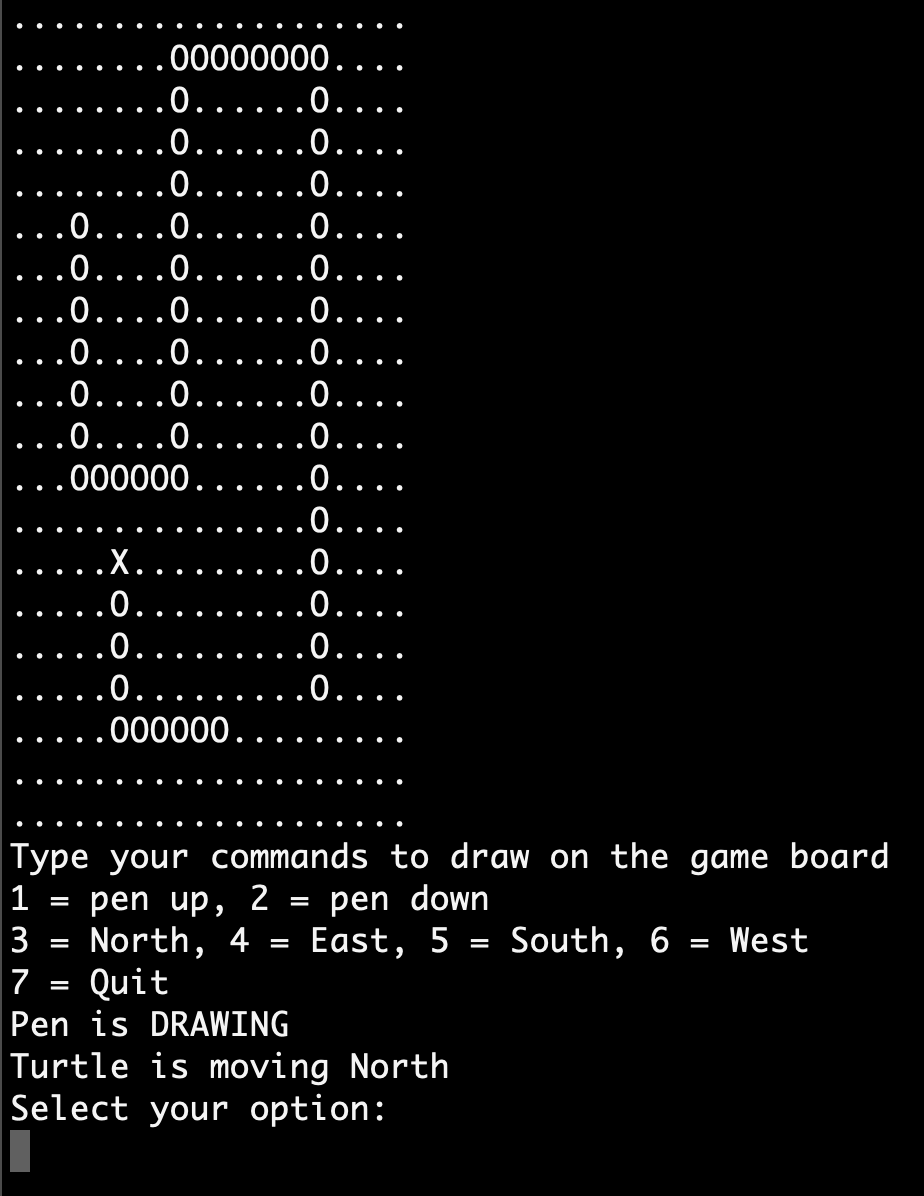 ....................
........OOOOOOOO....
........O......O....
........O......O....
........O......O....
...O....O......O....
...O....O......O....
...O....O......O....
...O....O......O....
...O....O......O....
...O....O......O....
...OOOOOO......O....
...............O....
.....X.........O....
.....O.........O....
.....O.........O....
.....O.........O....
.....OOOOOO.........
....................
....................
Type your commands to draw on the game board
1 = pen up, 2 = pen down
3 = North, 4 = East, 5 = South, 6 = West
7 = Quit
Pen is DRAWING
Turtle is moving North
Select your option: